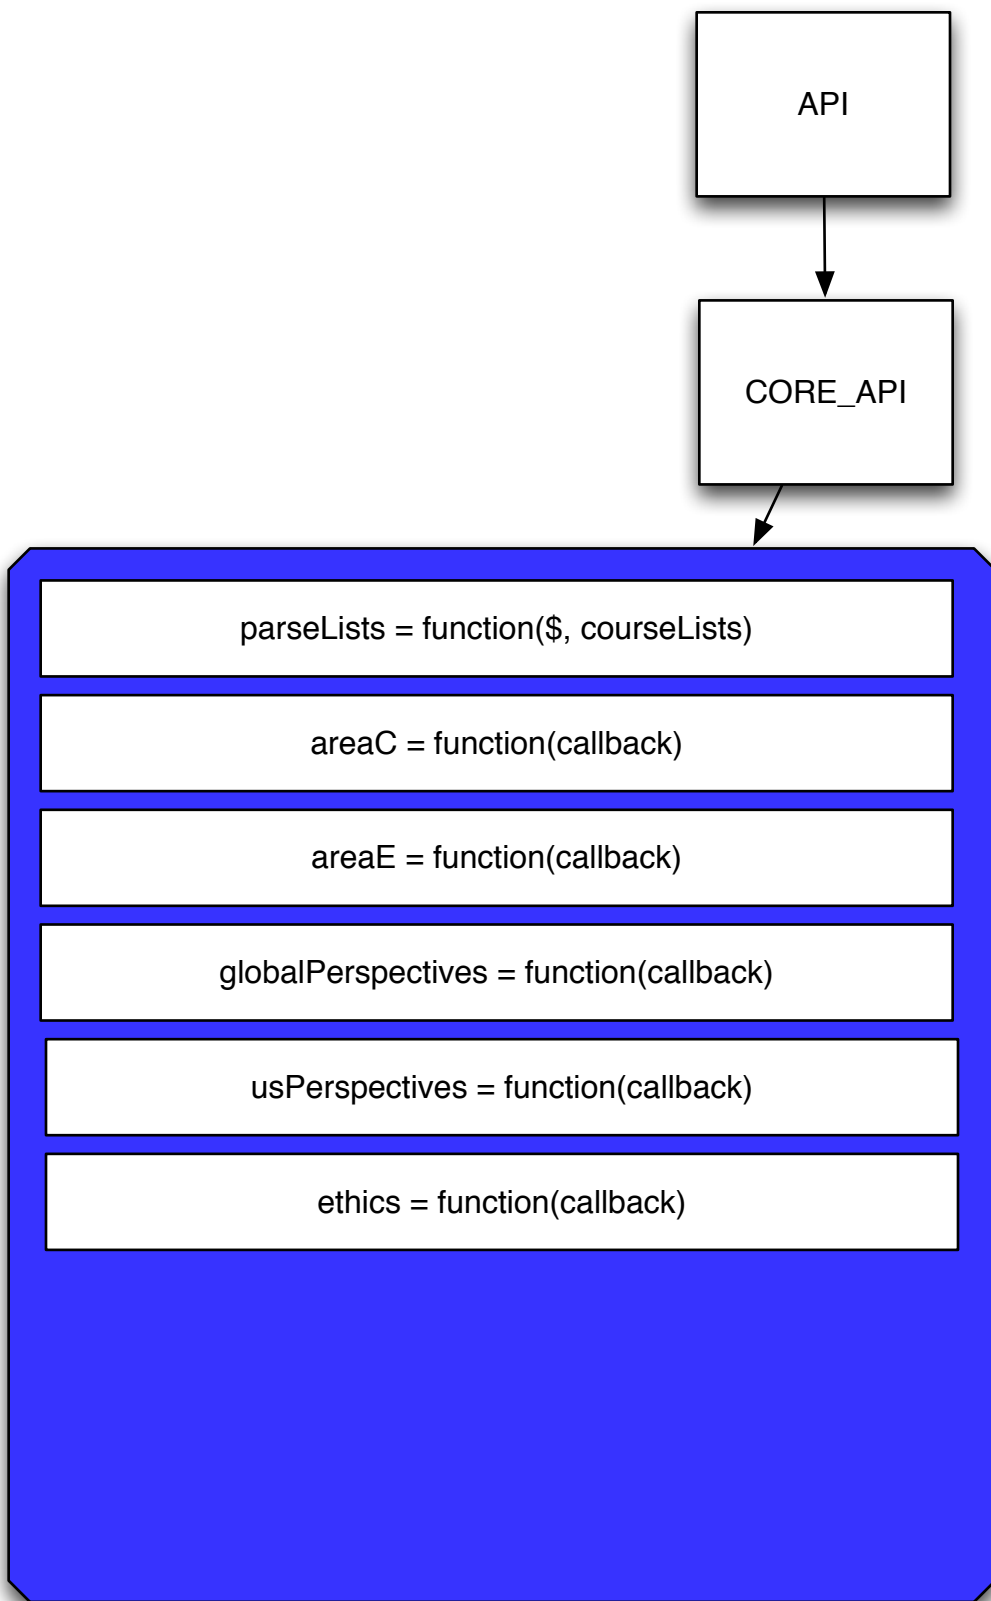 API
CORE_API
parseLists = function($, courseLists)
areaC = function(callback)
areaE = function(callback)
globalPerspectives = function(callback)
usPerspectives = function(callback)
ethics = function(callback)